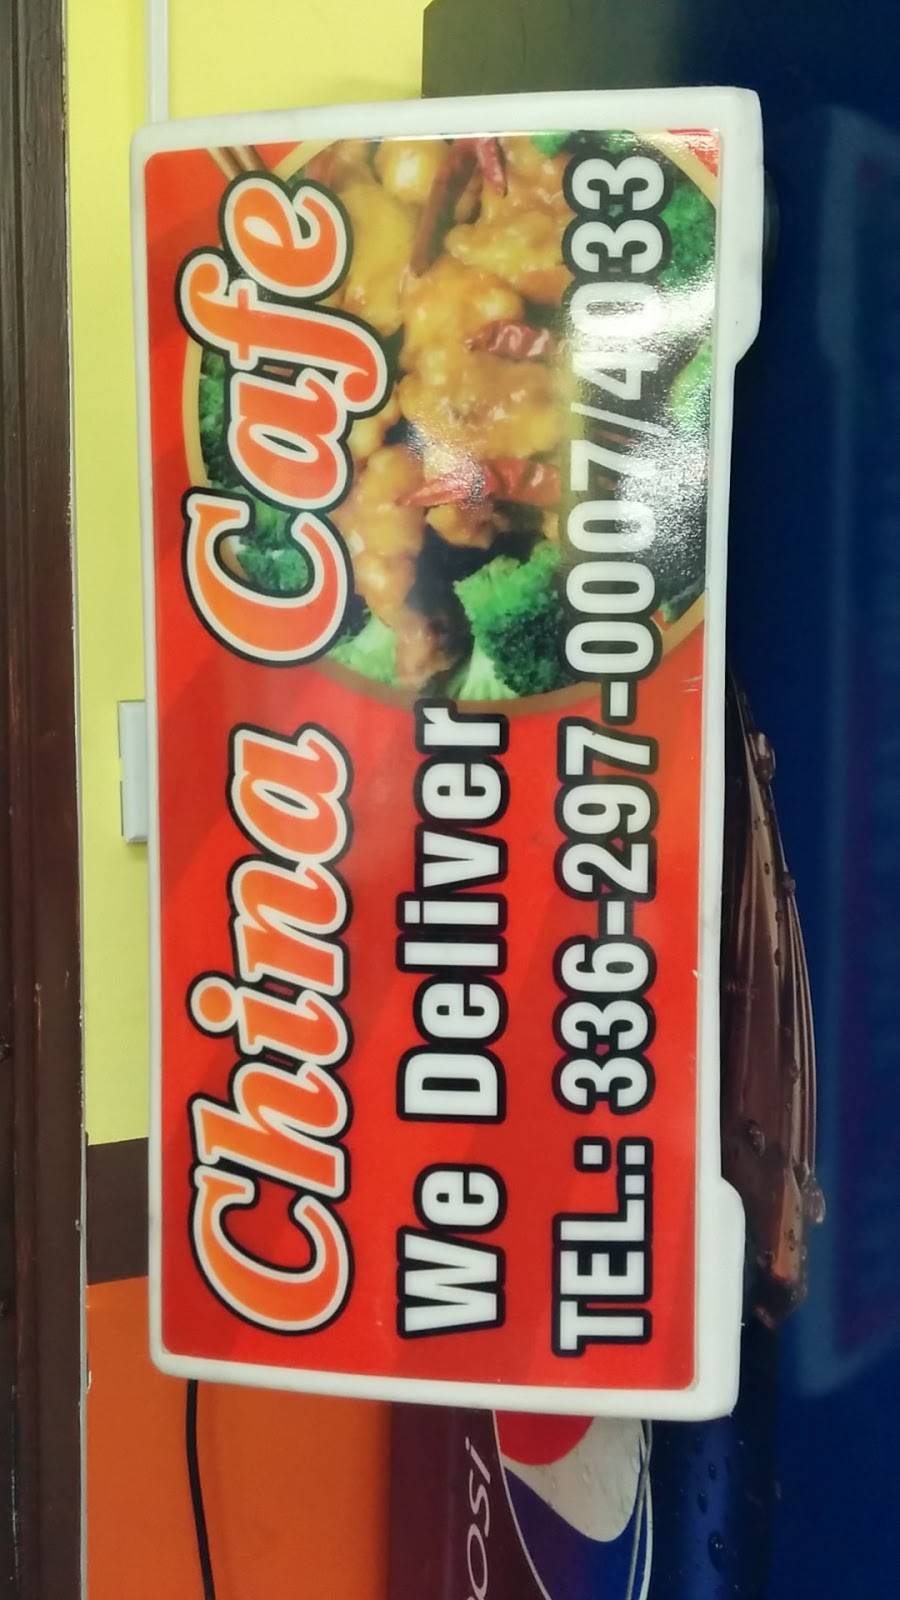 China Cafe
We Deliver
TEL.: 336-297-0007/4033